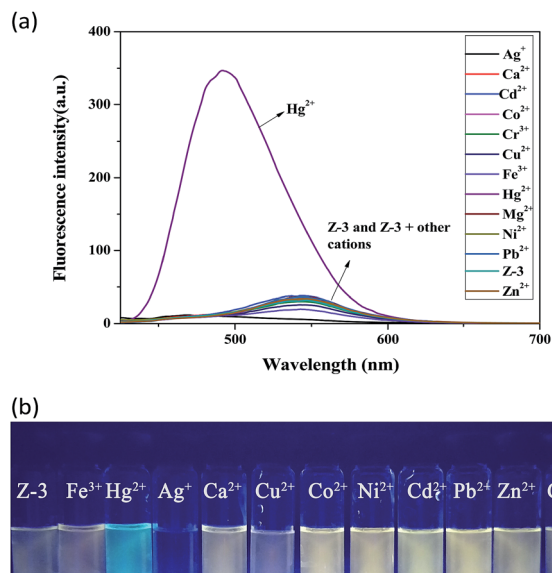 (a)
400
300
200
100
0
500
600
700
Fluorescence intensity(a.u.)
Wavelength (nm)
Hg²⁺
Z-3 and Z-3 + other
cations
Ag⁺
Ca²⁺
Cd²⁺
Co²⁺
Cr³⁺
Cu²⁺
Fe³⁺
Hg²⁺
Mg²⁺
Ni²⁺
Pb²⁺
Z-3
Zn²⁺
(b)
Z-3 Fe³⁺ Hg²⁺ Ag⁺ Ca²⁺ Cu²⁺ Co²⁺ Ni²⁺ Cd²⁺ Pb²⁺ Zn²⁺